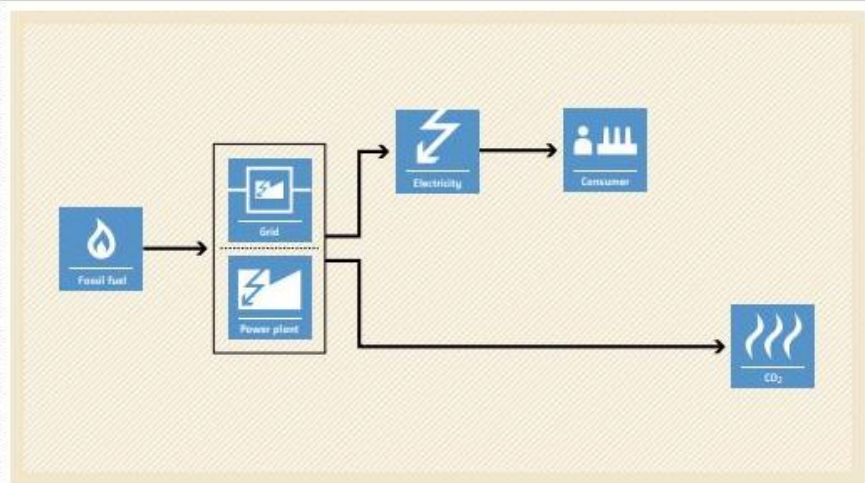 Fossil fuel
Grid
Power plant
Electricity
Consumer
CO₂